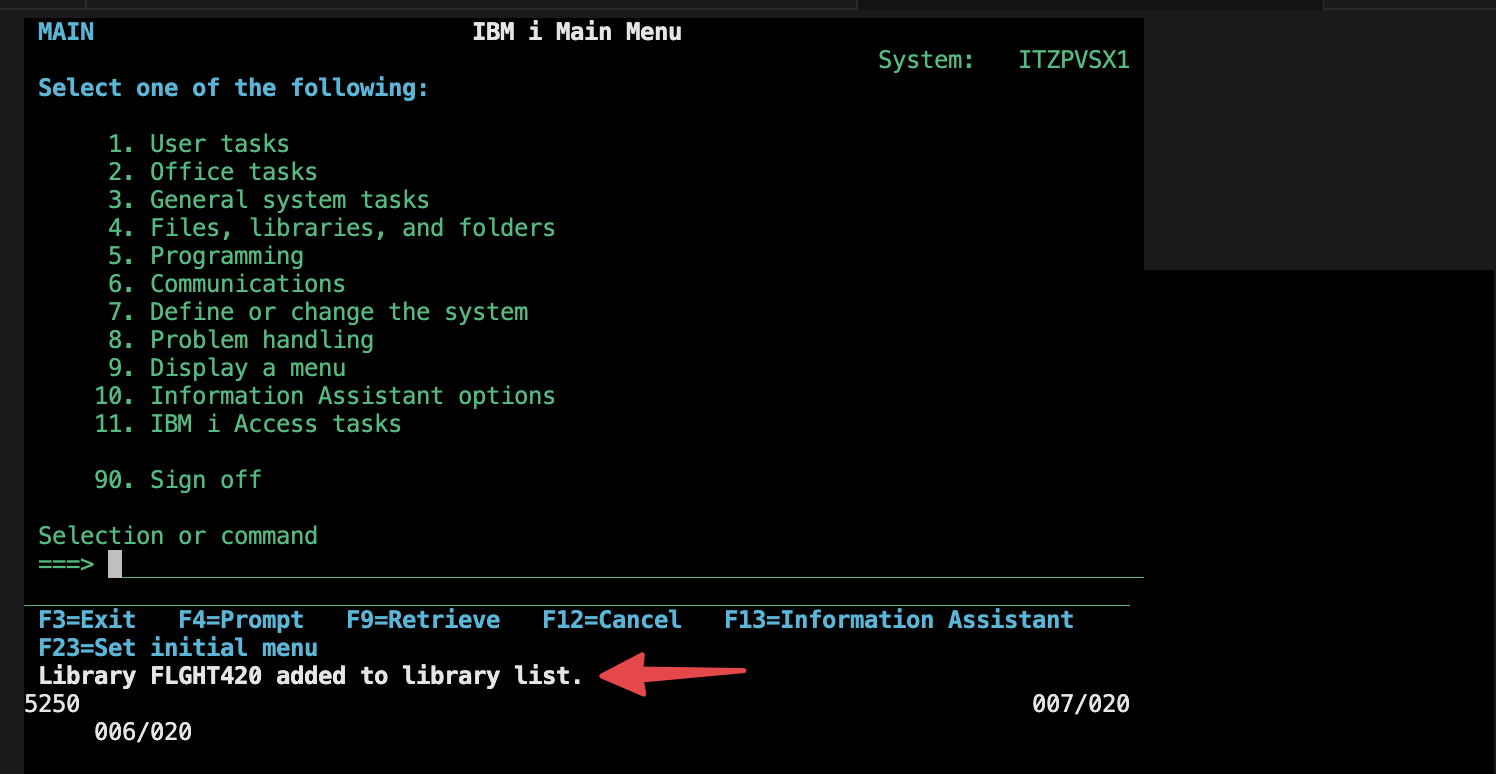 MAIN IBM i Main Menu
System: ITZPVSX1
Select one of the following:
1. User tasks
2. Office tasks
3. General system tasks
4. Files, libraries, and folders
5. Programming
6. Communications
7. Define or change the system
8. Problem handling
9. Display a menu
10. Information Assistant options
11. IBM i Access tasks
90. Sign off
Selection or command
===>
F3=Exit F4=Prompt F9=Retrieve F12=Cancel F13=Information Assistant
F23=Set initial menu
Library FLGHT420 added to library list.
5250 007/020
006/020